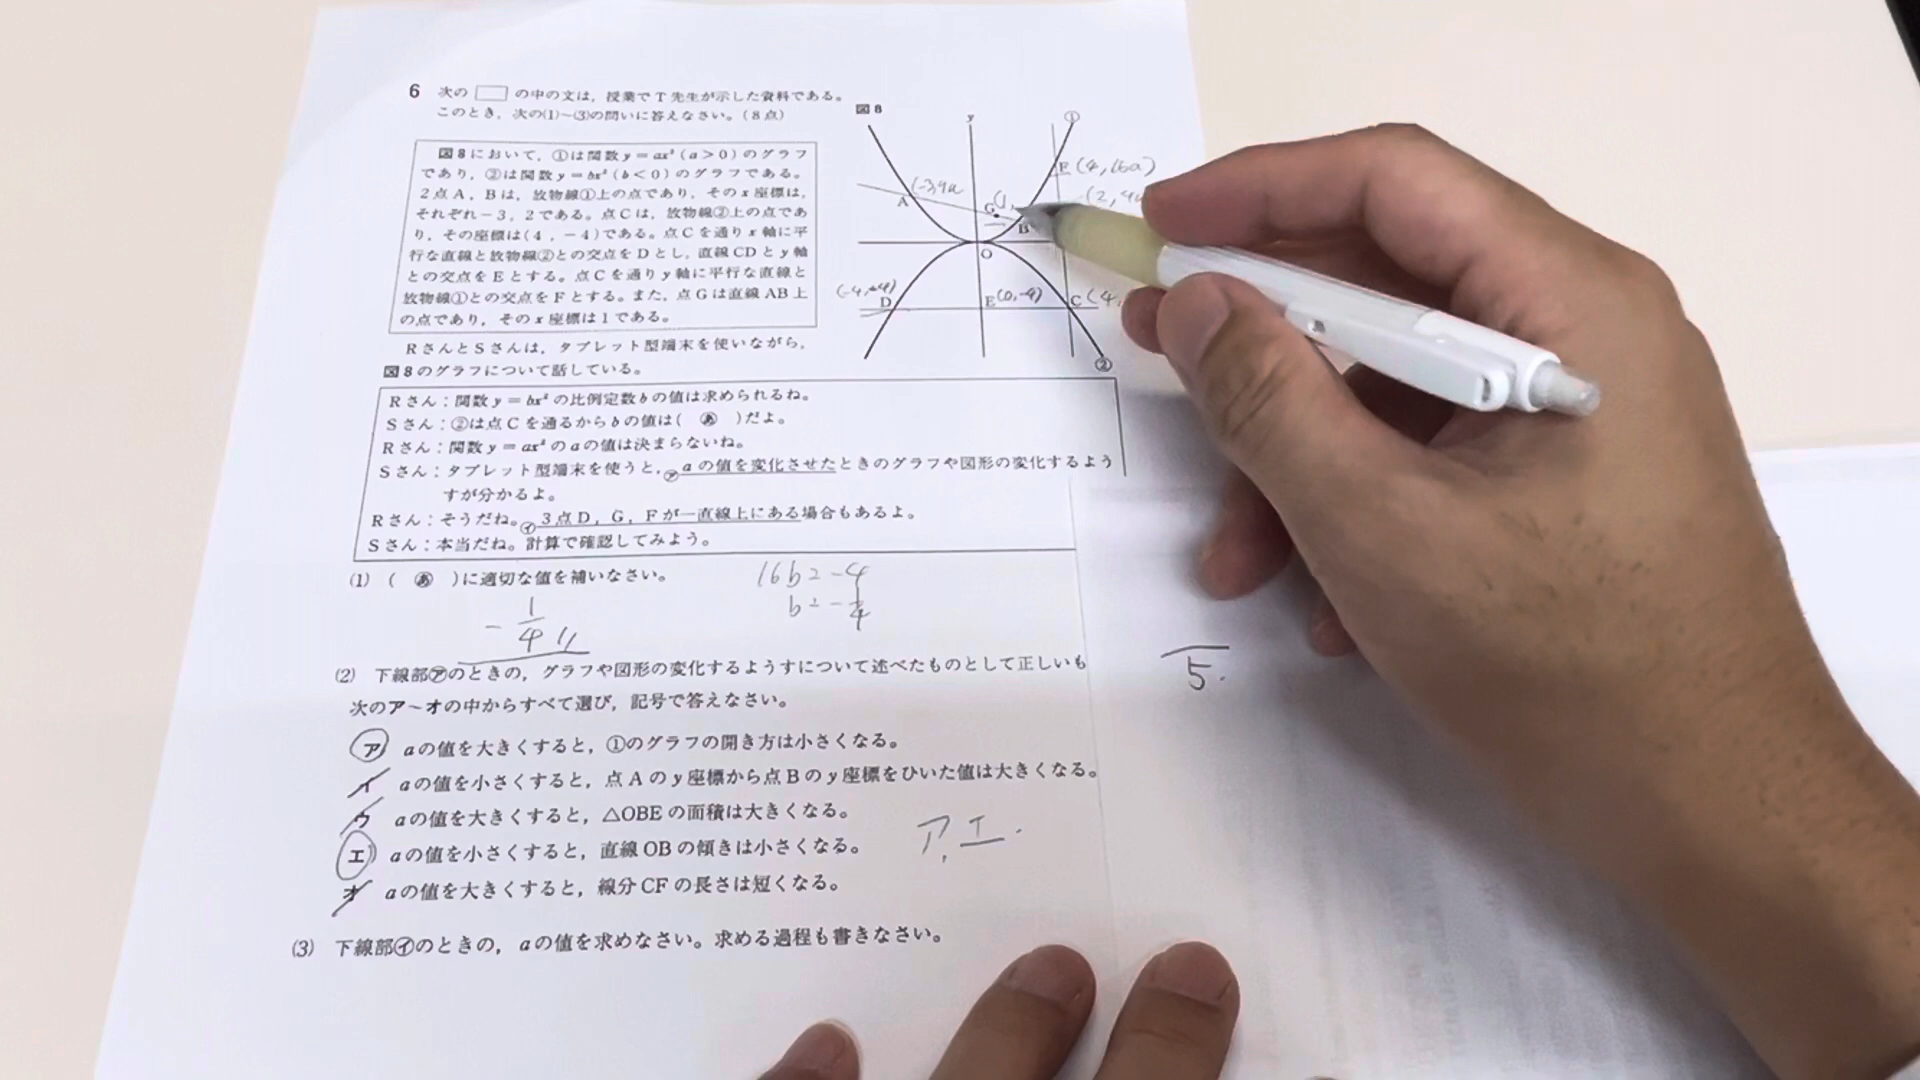 6 次の □ の中の文は，授業でT先生が示した資料である。
このとき，次の(1)～(3)の問いに答えなさい。(8点)
図8において，①は関数 y＝ax²（a＞0）のグラフ
であり，②は関数 y＝bx²（b＜0）のグラフである。
2点A，Bは，放物線①上の点であり，そのx座標は，
それぞれ－3，2である。点Cは，放物線②上の点であ
り，その座標は(4，－4)である。点Cを通りx軸に平
行な直線と放物線②との交点をDとし，直線CDとy軸
との交点をEとする。点Cを通りy軸に平行な直線と
放物線①との交点をFとする。また，点Gは直線AB上
の点であり，そのx座標は1である。
図8
y
①
F (4, 16a)
(-3, 9a
A
G (1,
(2, 4a
B
O
(-4, -4)
D
E (0, -4)
C (4,
②
RさんとSさんは，タブレット型端末を使いながら，
図8のグラフについて話している。
Rさん：関数 y＝bx² の比例定数bの値は求められるね。
Sさん：②は点Cを通るからbの値は( あ )だよ。
Rさん：関数 y＝ax² のaの値は決まらないね。
Sさん：タブレット型端末を使うと，㋐aの値を変化させたときのグラフや図形の変化するよう
すが分かるよ。
Rさん：そうだね。㋑3点D，G，Fが一直線上にある場合もあるよ。
Sさん：本当だね。計算で確認してみよう。
(1) ( あ )に適切な値を補いなさい。
16b = -4
b = -1/4
-1/4
(2) 下線部㋐のときの，グラフや図形の変化するようすについて述べたものとして正しいも
次のア～オの中からすべて選び，記号で答えなさい。
5.
ア aの値を大きくすると，①のグラフの開き方は小さくなる。
イ aの値を小さくすると，点Aのy座標から点Bのy座標をひいた値は大きくなる。
ウ aの値を大きくすると，△OBEの面積は大きくなる。
エ aの値を小さくすると，直線OBの傾きは小さくなる。
オ aの値を大きくすると，線分CFの長さは短くなる。
ア, エ.
(3) 下線部㋑のときの，aの値を求めなさい。求める過程も書きなさい。